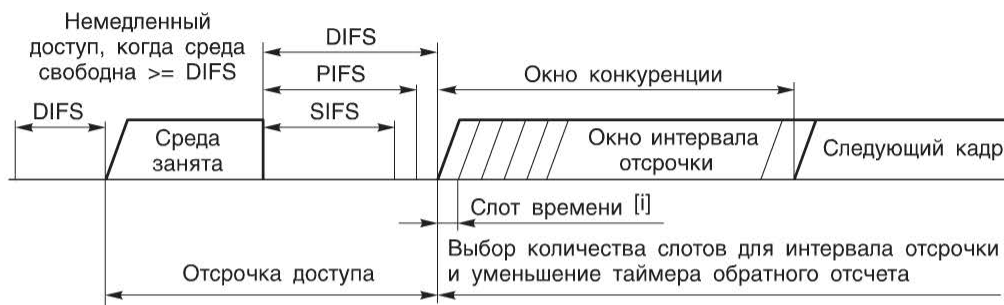 Немедленный
доступ, когда среда
свободна >= DIFS
DIFS
DIFS
PIFS
SIFS
Окно конкуренции
Среда
занята
Окно интервала
отсрочки
Следующий кадр
Слот времени [i]
Отсрочка доступа
Выбор количества слотов для интервала отсрочки
и уменьшение таймера обратного отсчета